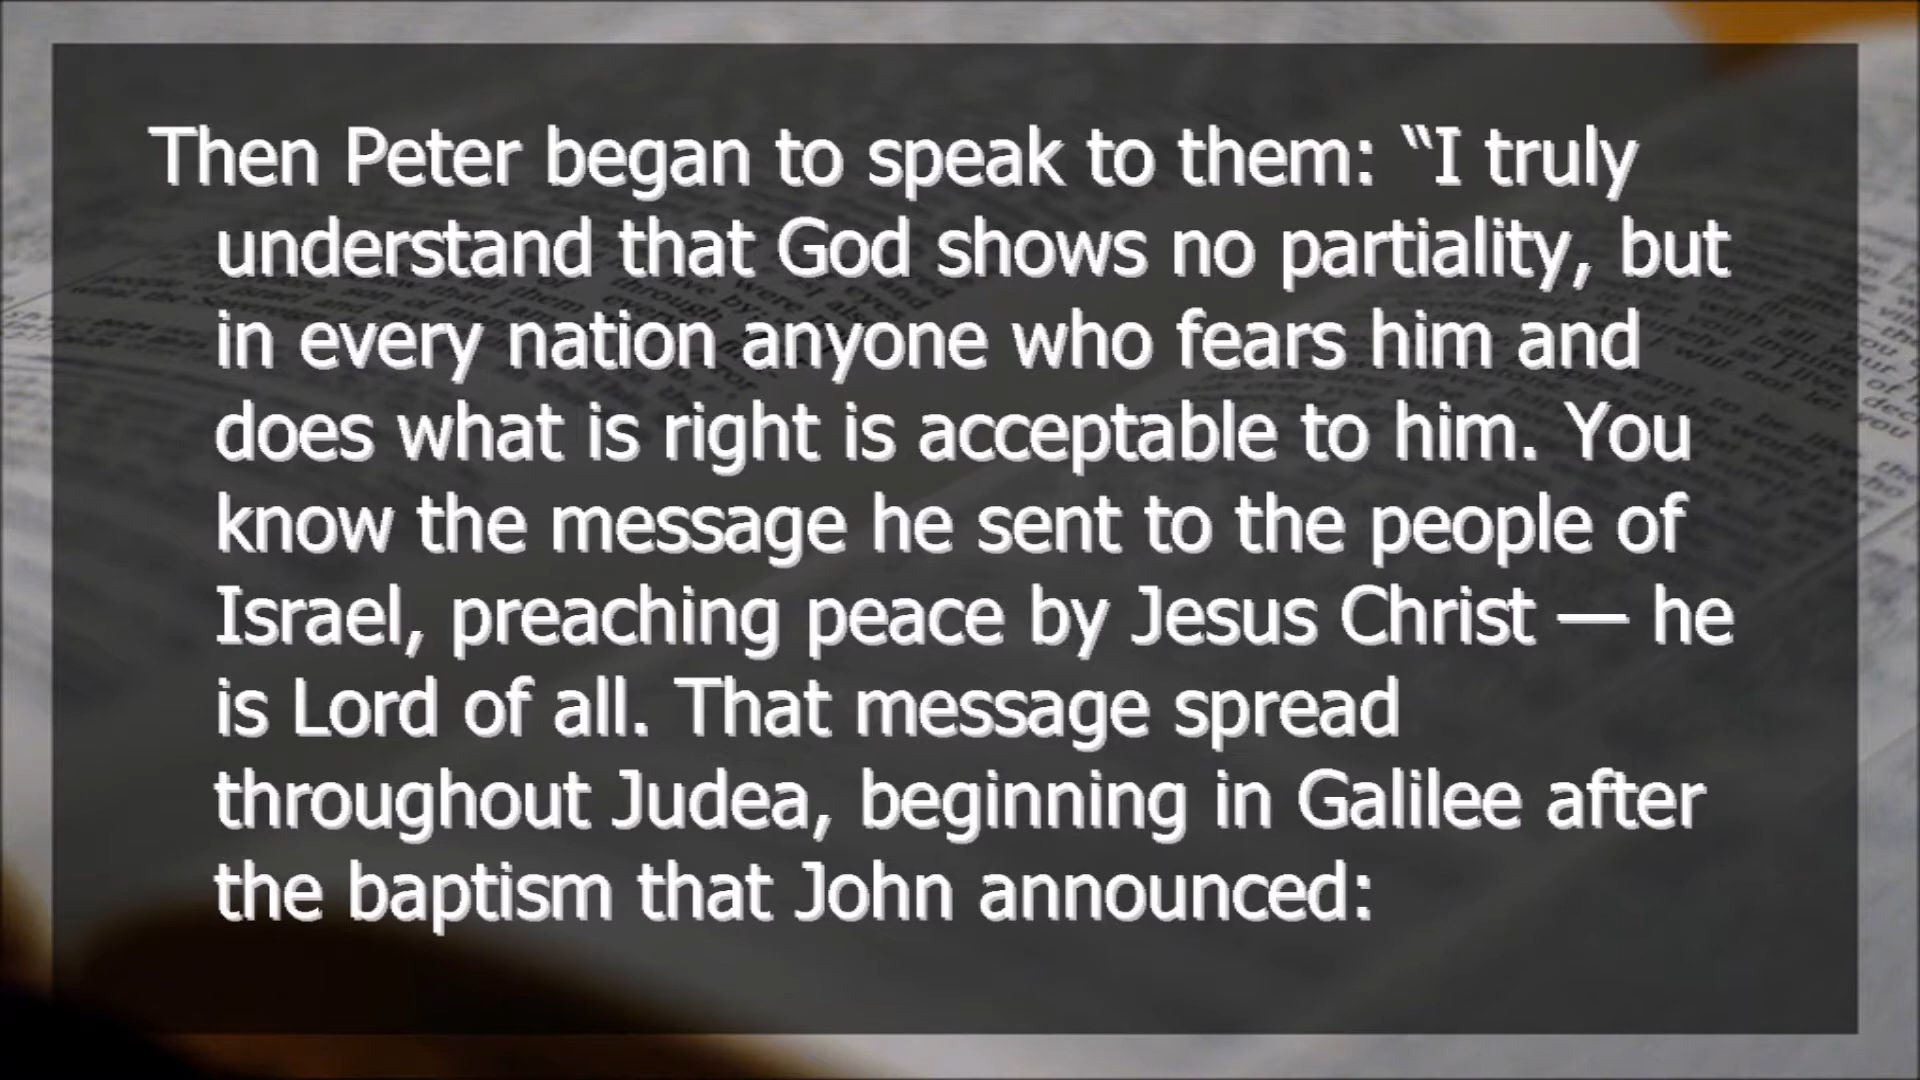 Then Peter began to speak to them: “I truly
understand that God shows no partiality, but
in every nation anyone who fears him and
does what is right is acceptable to him. You
know the message he sent to the people of
Israel, preaching peace by Jesus Christ — he
is Lord of all. That message spread
throughout Judea, beginning in Galilee after
the baptism that John announced: